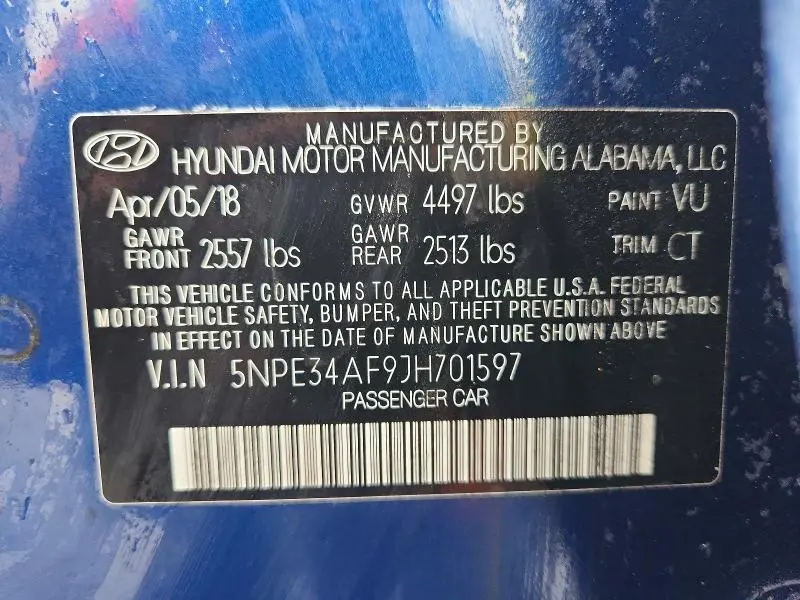 MANUFACTURED BY
HYUNDAI MOTOR MANUFACTURING ALABAMA, LLC
Apr/05/18 GVWR 4497 lbs PAINT VU
GAWR FRONT 2557 lbs GAWR REAR 2513 lbs TRIM CT
THIS VEHICLE CONFORMS TO ALL APPLICABLE U.S.A. FEDERAL
MOTOR VEHICLE SAFETY, BUMPER, AND THEFT PREVENTION STANDARDS
IN EFFECT ON THE DATE OF MANUFACTURE SHOWN ABOVE
V.I.N 5NPE34AF9JH701597
PASSENGER CAR